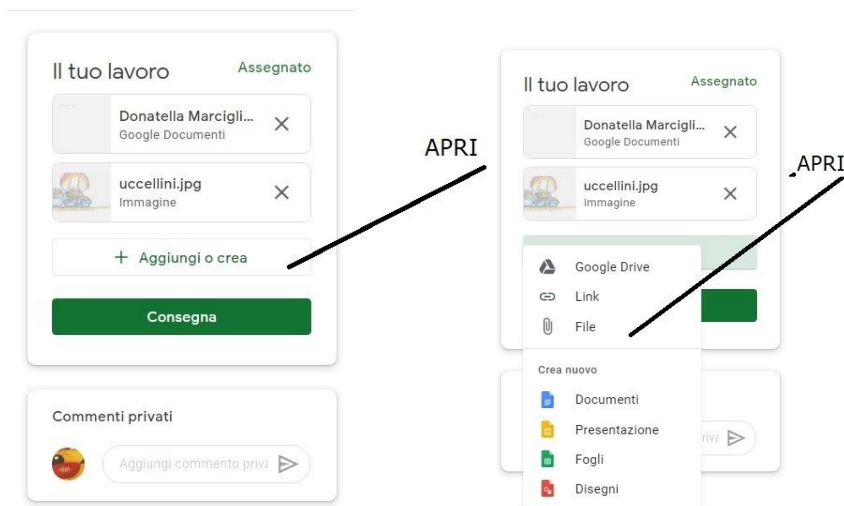 Il tuo lavoro
Assegnato
Donatella Marcigli...
Google Documenti
uccellini.jpg
Immagine
+ Aggiungi o crea
Consegna
Commenti privati
Aggiungi commento priva
APRI
Il tuo lavoro
Assegnato
Donatella Marcigli...
Google Documenti
uccellini.jpg
Immagine
Google Drive
Link
File
Crea nuovo
Documenti
Presentazione
Fogli
Disegni
priva
APRI